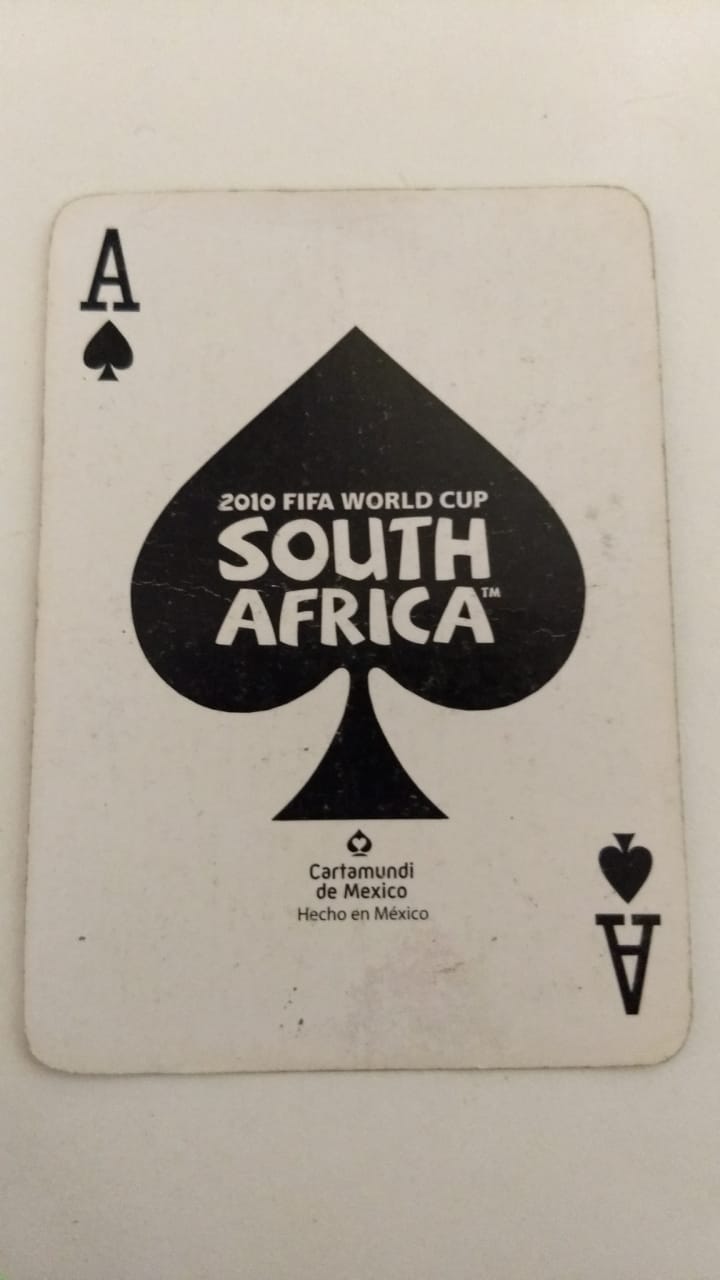 A
2010 FIFA WORLD CUP
SOUTH
AFRICA™
Cartamundi
de Mexico
Hecho en México
A